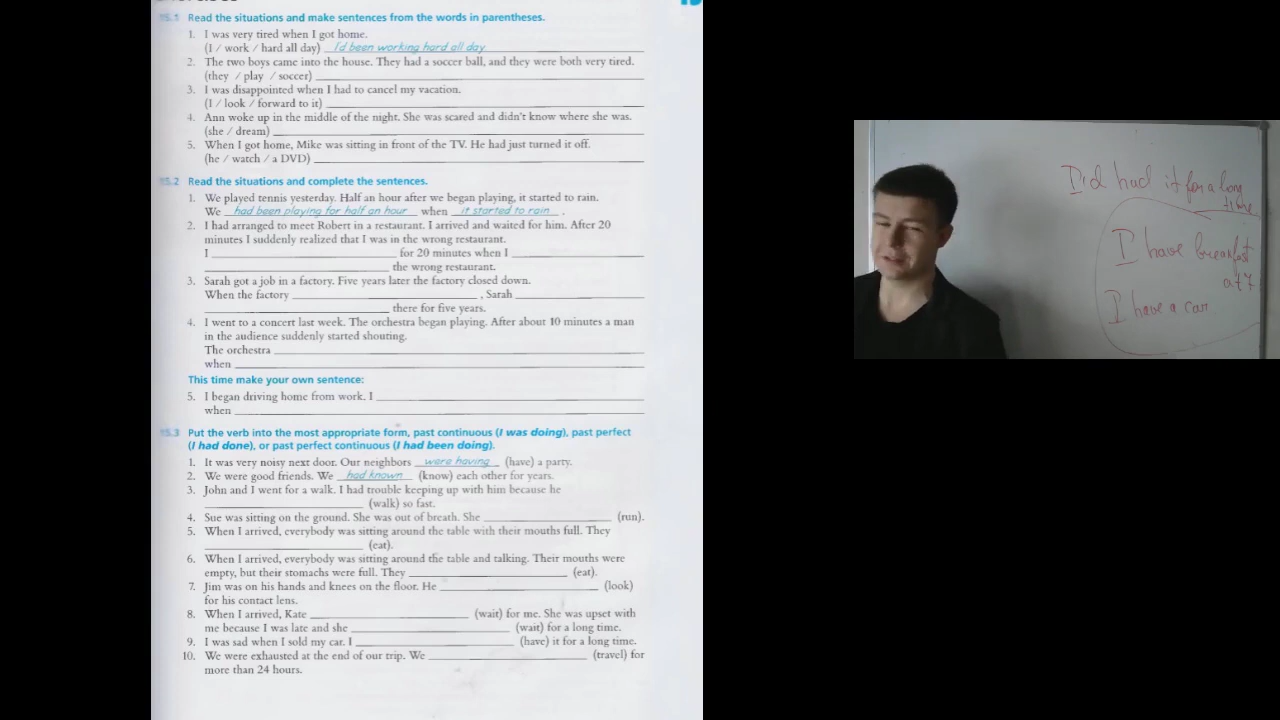 15.1 Read the situations and make sentences from the words in parentheses.
1. I was very tired when I got home.
(I / work / hard all day) I'd been working hard all day.
2. The two boys came into the house. They had a soccer ball, and they were both very tired.
(they / play / soccer)
3. I was disappointed when I had to cancel my vacation.
(I / look / forward to it)
4. Ann woke up in the middle of the night. She was scared and didn't know where she was.
(she / dream)
5. When I got home, Mike was sitting in front of the TV. He had just turned it off.
(he / watch / a DVD)
15.2 Read the situations and complete the sentences.
1. We played tennis yesterday. Half an hour after we began playing, it started to rain.
We had been playing for half an hour when it started to rain .
2. I had arranged to meet Robert in a restaurant. I arrived and waited for him. After 20
minutes I suddenly realized that I was in the wrong restaurant.
I for 20 minutes when I
the wrong restaurant.
3. Sarah got a job in a factory. Five years later the factory closed down.
When the factory , Sarah
there for five years.
4. I went to a concert last week. The orchestra began playing. After about 10 minutes a man
in the audience suddenly started shouting.
The orchestra
when
This time make your own sentence:
5. I began driving home from work. I
when
15.3 Put the verb into the most appropriate form, past continuous (I was doing), past perfect
(I had done), or past perfect continuous (I had been doing).
1. It was very noisy next door. Our neighbors were having (have) a party.
2. We were good friends. We had known (know) each other for years.
3. John and I went for a walk. I had trouble keeping up with him because he
(walk) so fast.
4. Sue was sitting on the ground. She was out of breath. She (run).
5. When I arrived, everybody was sitting around the table with their mouths full. They
(eat).
6. When I arrived, everybody was sitting around the table and talking. Their mouths were
empty, but their stomachs were full. They (eat).
7. Jim was on his hands and knees on the floor. He (look)
for his contact lens.
8. When I arrived, Kate (wait) for me. She was upset with
me because I was late and she (wait) for a long time.
9. I was sad when I sold my car. I (have) it for a long time.
10. We were exhausted at the end of our trip. We (travel) for
more than 24 hours.
I'd had it for a long
time
I have breakfast
at 7
I have a car